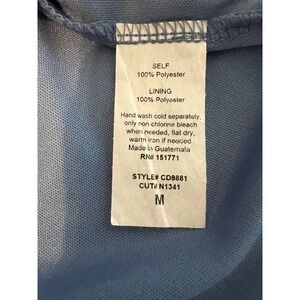 SELF
100% Polyester
LINING
100% Polyester
Hand wash cold separately,
only non chlorine bleach
when needed, flat dry,
warm iron if needed
Made in Guatemala
RN# 151771
STYLE# CD9881
CUT# N1341
M